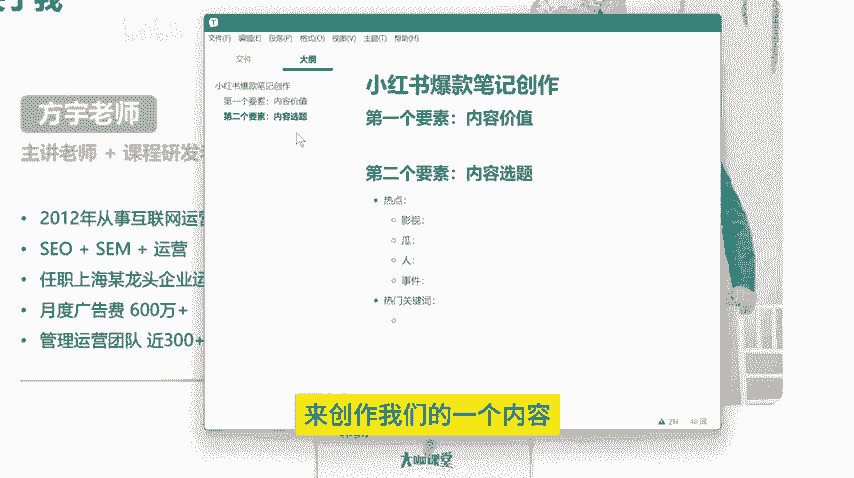 关于我
方宇老师
主讲老师 + 课程研发
2012年从事互联网运营
SEO + SEM + 运营
任职上海某龙头企业运
月度广告费 600万+
管理运营团队 近300+
T
文件(F) 编辑(E) 段落(P) 格式(O) 视图(V) 主题(T) 帮助(H)
文件 大纲
小红书爆款笔记创作
第一个要素：内容价值
第二个要素：内容选题
小红书爆款笔记创作
第一个要素：内容价值
第二个要素：内容选题
热点：
影视：
瓜：
人：
事件：
热门关键词：
ZH 48 词
来创作我们的一个内容
大咖课堂